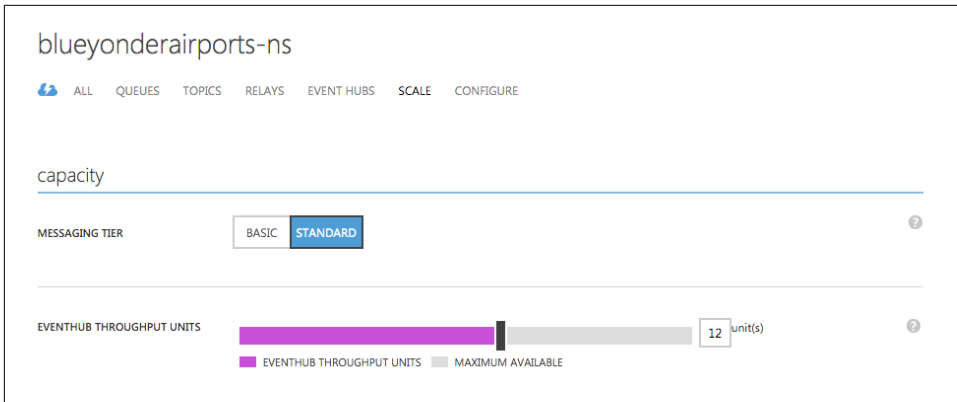 blueyonderairports-ns
ALL QUEUES TOPICS RELAYS EVENT HUBS SCALE CONFIGURE
capacity
MESSAGING TIER BASIC STANDARD ?
EVENTHUB THROUGHPUT UNITS 12 unit(s) ?
EVENTHUB THROUGHPUT UNITS MAXIMUM AVAILABLE